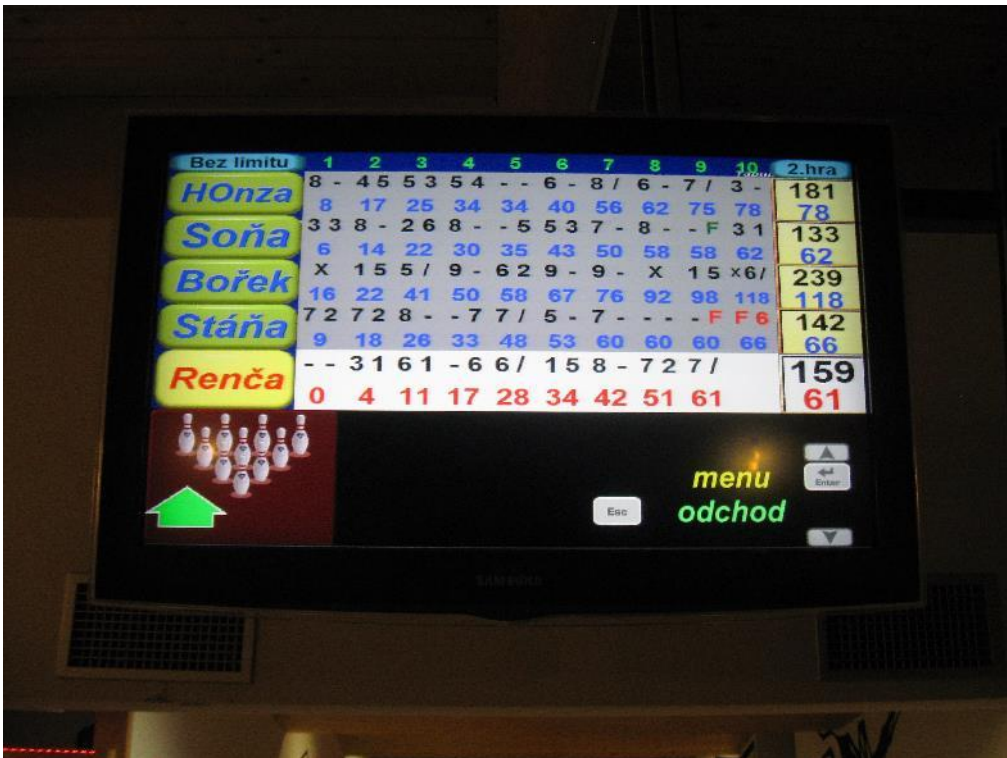 Bez limitu 1 2 3 4 5 6 7 8 9 10 2.hra
HOnza 8 - 4 5 5 3 5 4 - - 6 - 8 / 6 - 7 / 3 - 181
8 17 25 34 34 40 56 62 75 78 78
Soňa 3 3 8 - 2 6 8 - - 5 5 3 7 - 8 - - F 3 1 133
6 14 22 30 35 43 50 58 58 62 62
Bořek X 1 5 5 / 9 - 6 2 9 - 9 - X 1 5 x 6 / 239
16 22 41 50 58 67 76 92 98 118 118
Stáňa 7 2 7 2 8 - - 7 7 / 5 - 7 - - - - F F 6 142
9 18 26 33 48 53 60 60 60 66 66
Renča - - 3 1 6 1 - 6 6 / 1 5 8 - 7 2 7 / 159
0 4 11 17 28 34 42 51 61 61
menu
Enter
Esc odchod
SAMSUNG